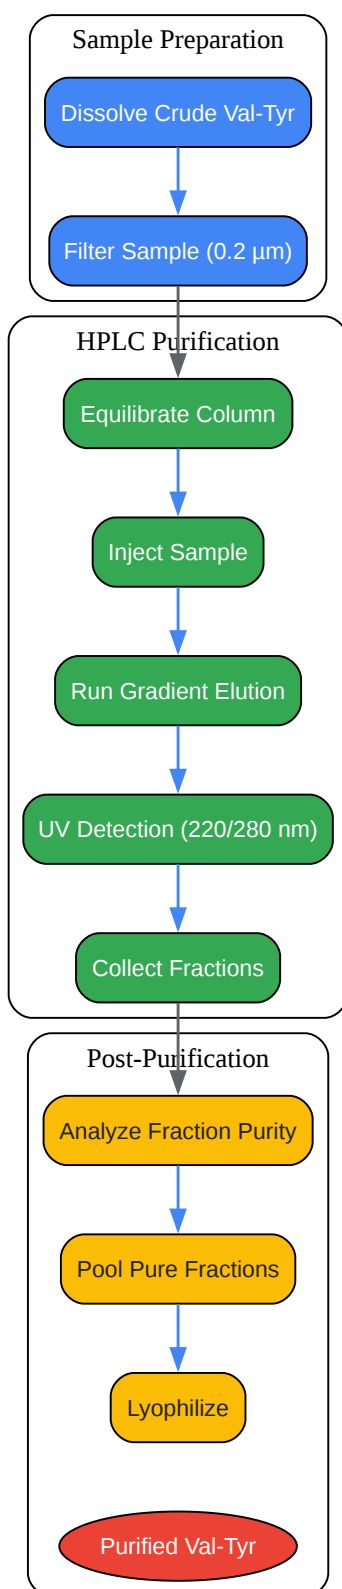 Sample Preparation
Dissolve Crude Val-Tyr
Filter Sample (0.2 µm)
HPLC Purification
Equilibrate Column
Inject Sample
Run Gradient Elution
UV Detection (220/280 nm)
Collect Fractions
Post-Purification
Analyze Fraction Purity
Pool Pure Fractions
Lyophilize
Purified Val-Tyr